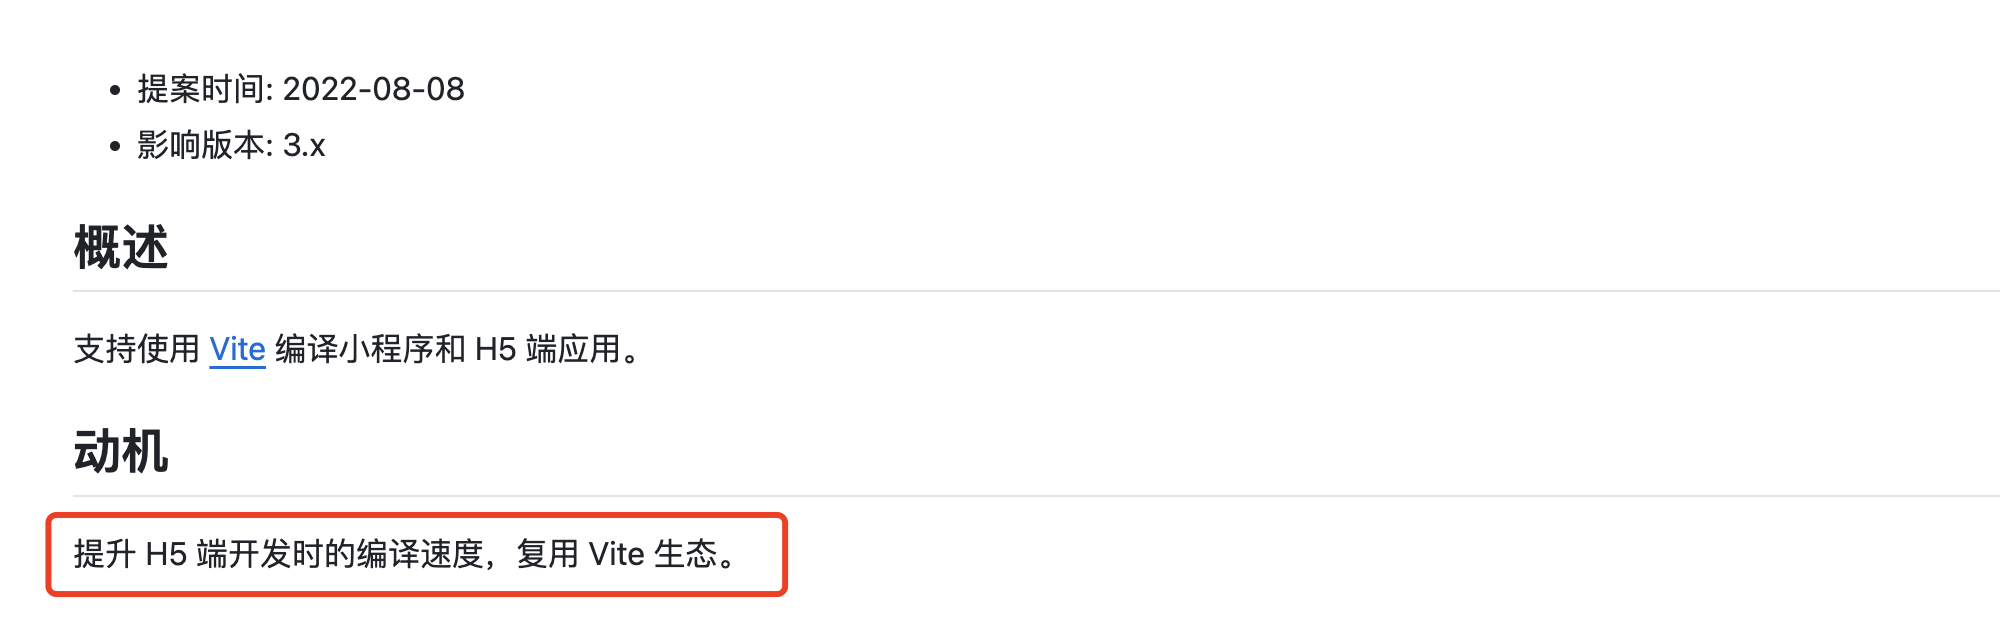 提案时间: 2022-08-08
影响版本: 3.x
概述
支持使用 Vite 编译小程序和 H5 端应用。
动机
提升 H5 端开发时的编译速度，复用 Vite 生态。